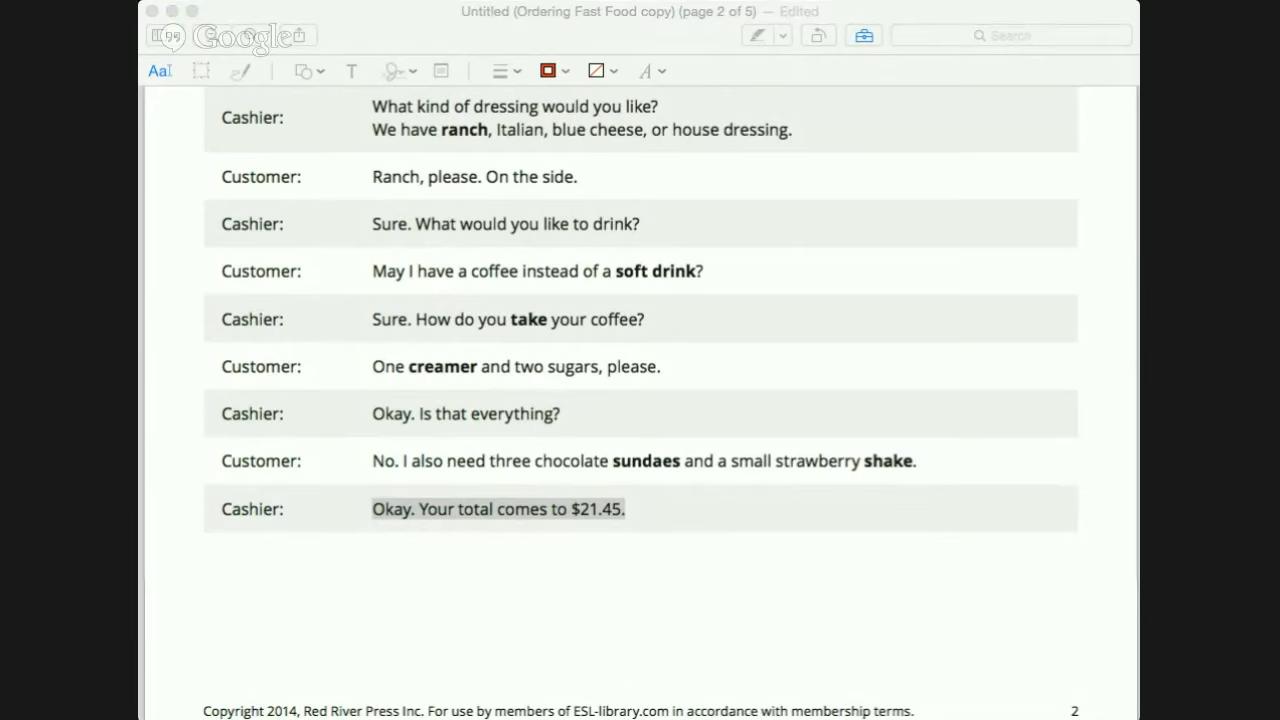 Untitled (Ordering Fast Food copy) (page 2 of 5) — Edited
Google
Search
AaI T A
Cashier: What kind of dressing would you like?
We have ranch, Italian, blue cheese, or house dressing.
Customer: Ranch, please. On the side.
Cashier: Sure. What would you like to drink?
Customer: May I have a coffee instead of a soft drink?
Cashier: Sure. How do you take your coffee?
Customer: One creamer and two sugars, please.
Cashier: Okay. Is that everything?
Customer: No. I also need three chocolate sundaes and a small strawberry shake.
Cashier: Okay. Your total comes to $21.45.
Copyright 2014, Red River Press Inc. For use by members of ESL-library.com in accordance with membership terms. 2